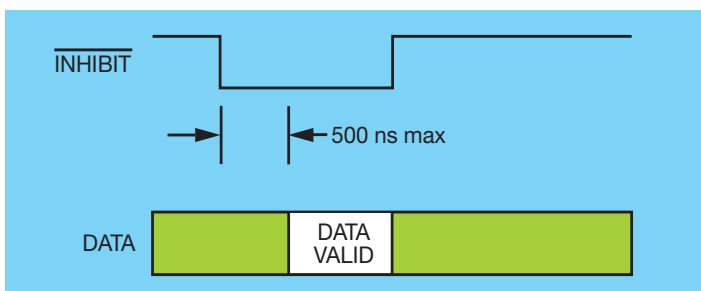 INHIBIT
500 ns max
DATA
DATA
VALID